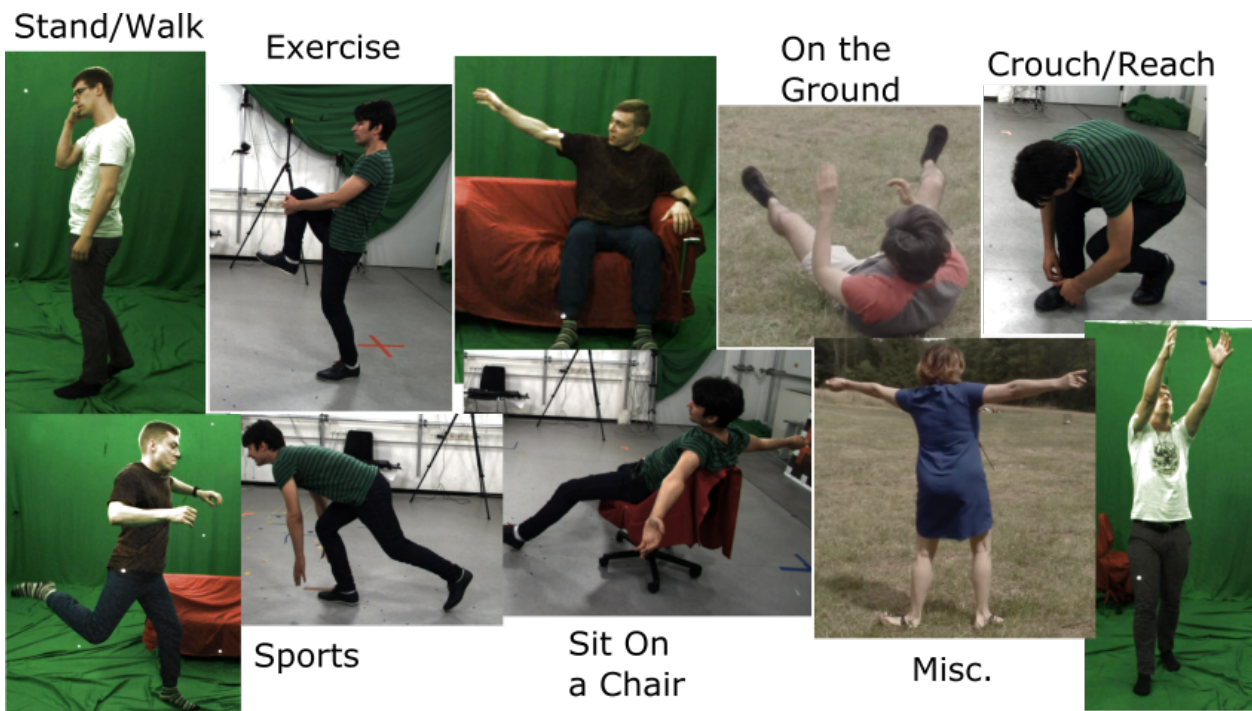 Stand/Walk
Exercise
On the
Ground
Crouch/Reach
Sports
Sit On
a Chair
Misc.